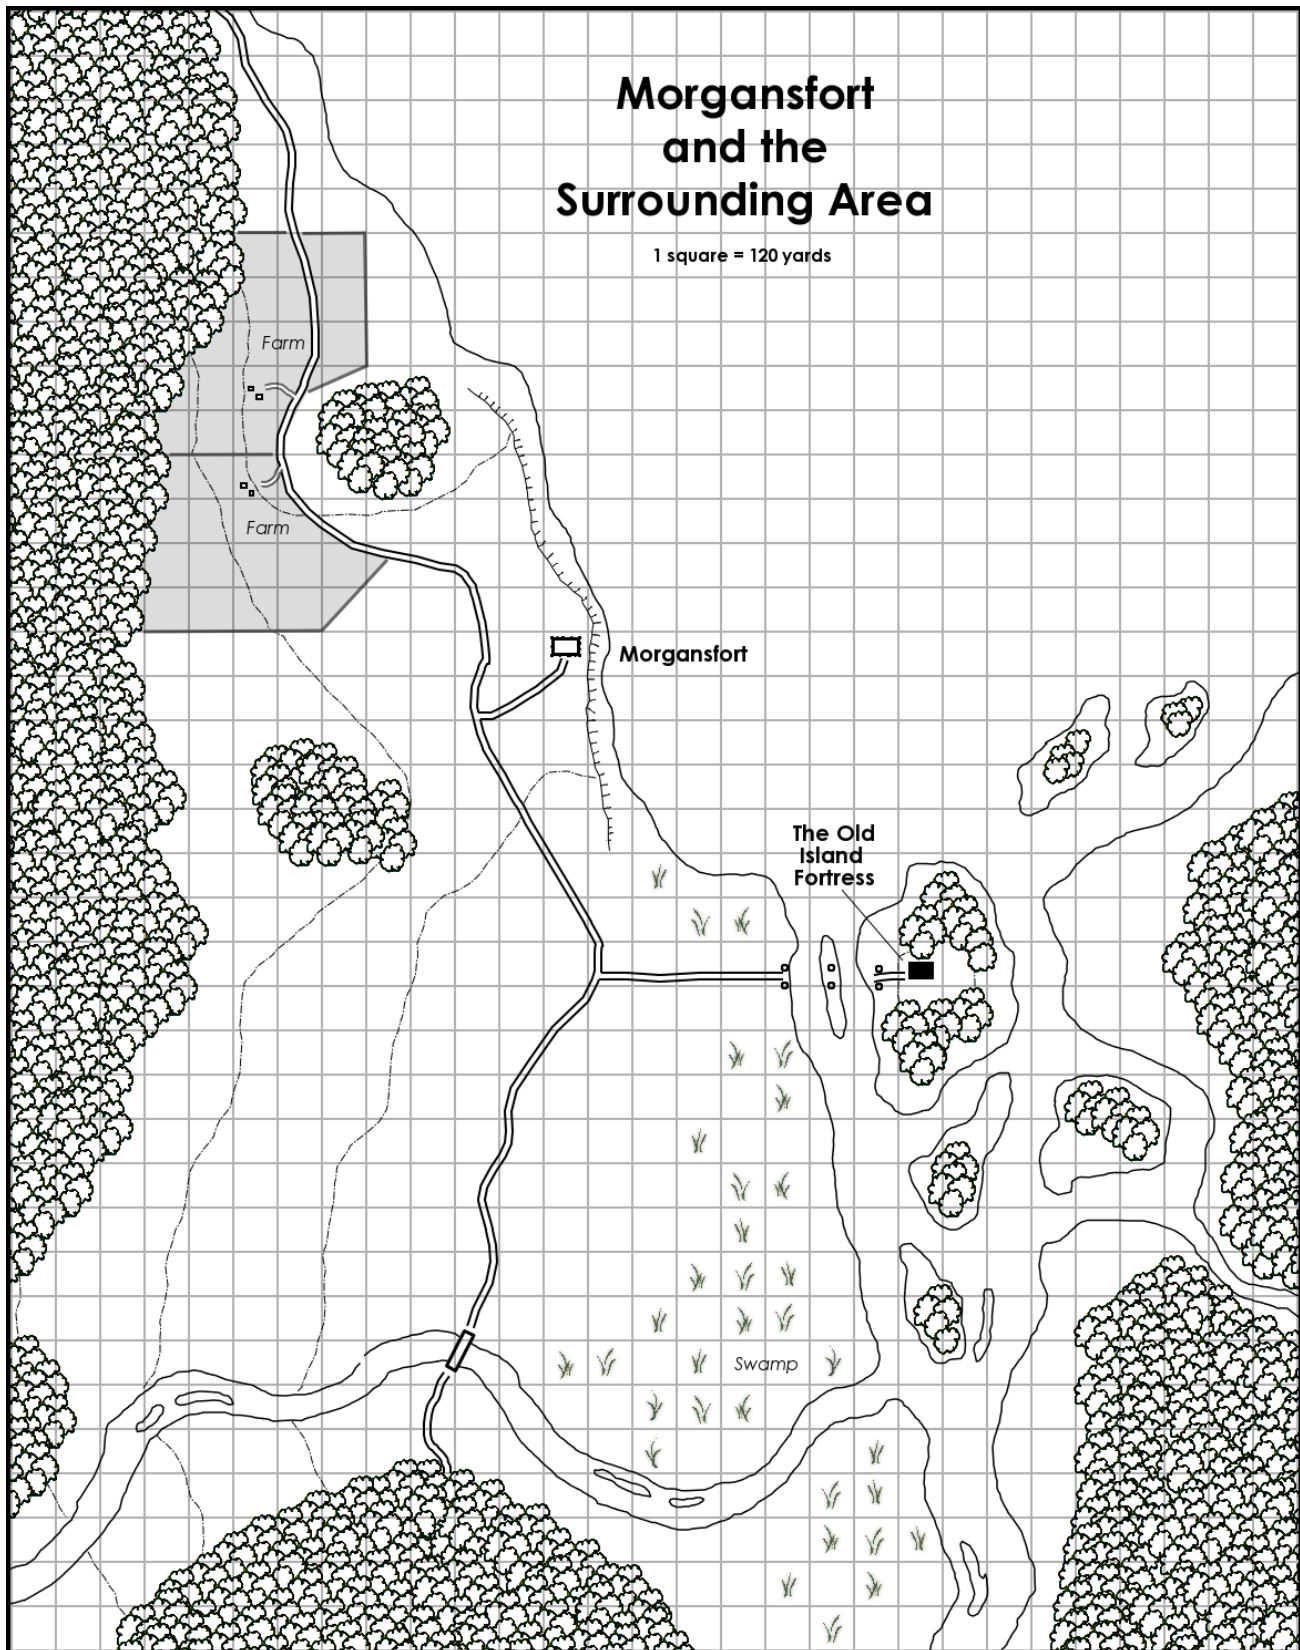 Morgansfort
and the
Surrounding Area
1 square = 120 yards
Farm
Farm
Morgansfort
The Old
Island
Fortress
Swamp